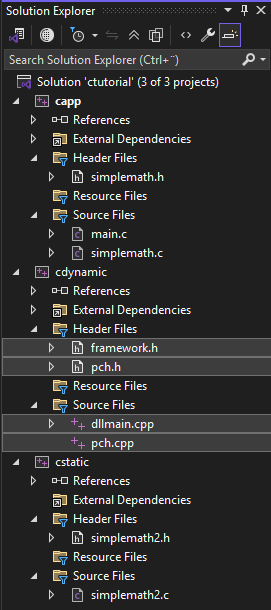 Solution Explorer
Search Solution Explorer (Ctrl+¨)
Solution 'ctutorial' (3 of 3 projects)
capp
References
External Dependencies
Header Files
simplemath.h
Resource Files
Source Files
main.c
simplemath.c
cdynamic
References
External Dependencies
Header Files
framework.h
pch.h
Resource Files
Source Files
dllmain.cpp
pch.cpp
cstatic
References
External Dependencies
Header Files
simplemath2.h
Resource Files
Source Files
simplemath2.c